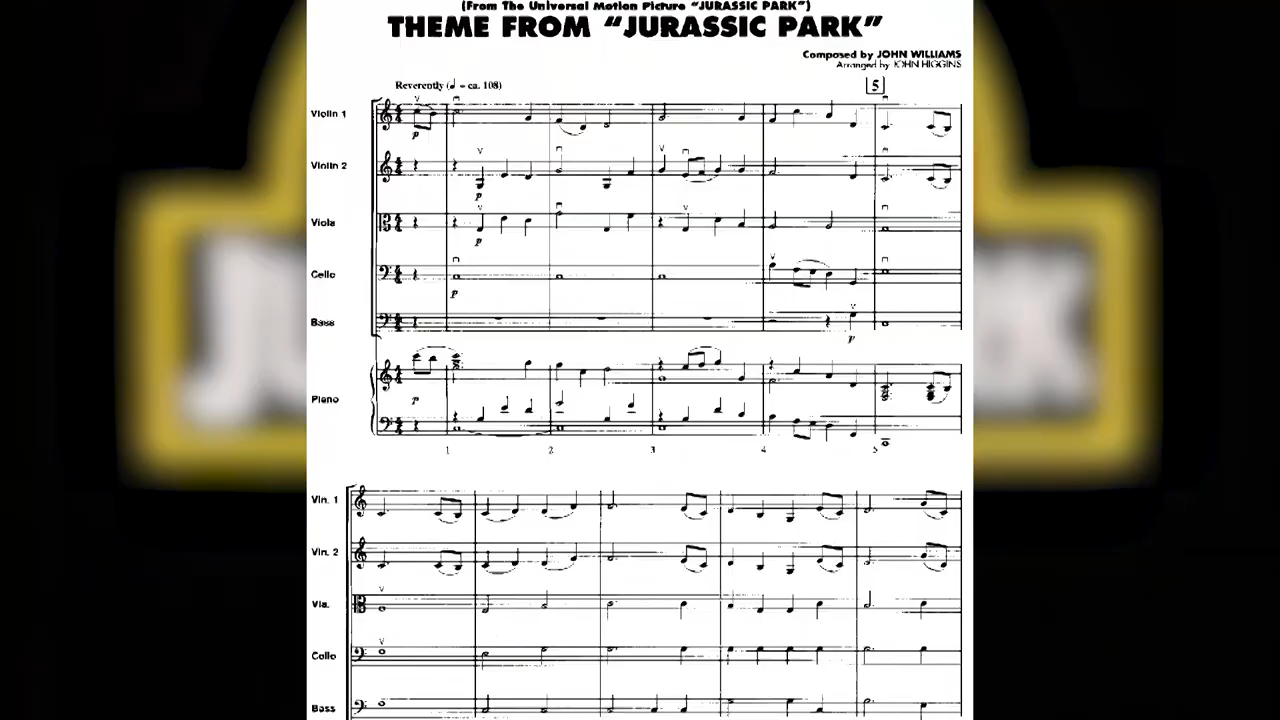 (From The Universal Motion Picture "JURASSIC PARK")
THEME FROM "JURASSIC PARK"
Composed by JOHN WILLIAMS
Arranged by JOHN HIGGINS
Reverently (♩ = ca. 108)
5
Violin 1
p
Violin 2
p
Viola
p
Cello
p
Bass
p
Piano
p
1 2 3 4 5
Vln. 1
Vln. 2
Vla.
Cello
Bass